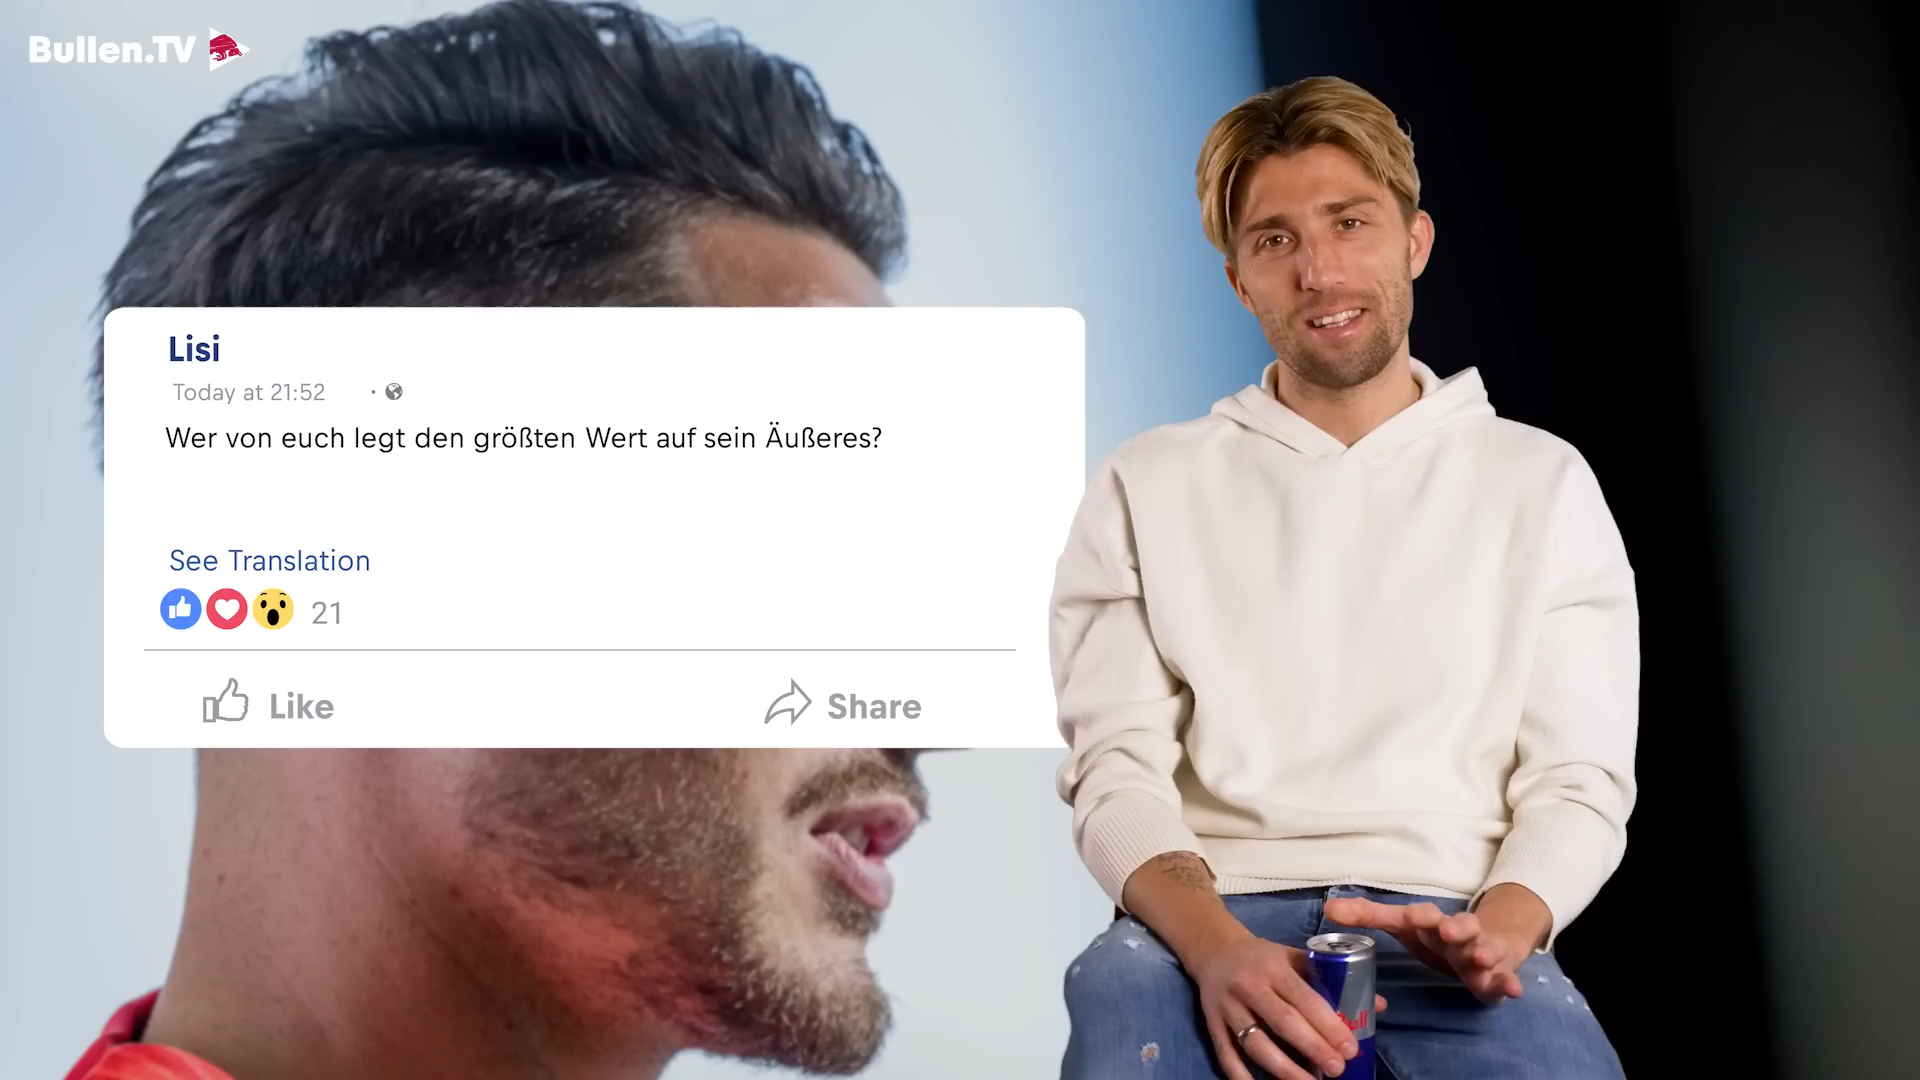 Bullen.TV
Lisi
Today at 21:52
Wer von euch legt den größten Wert auf sein Äußeres?
See Translation
21
Like
Share
Bull